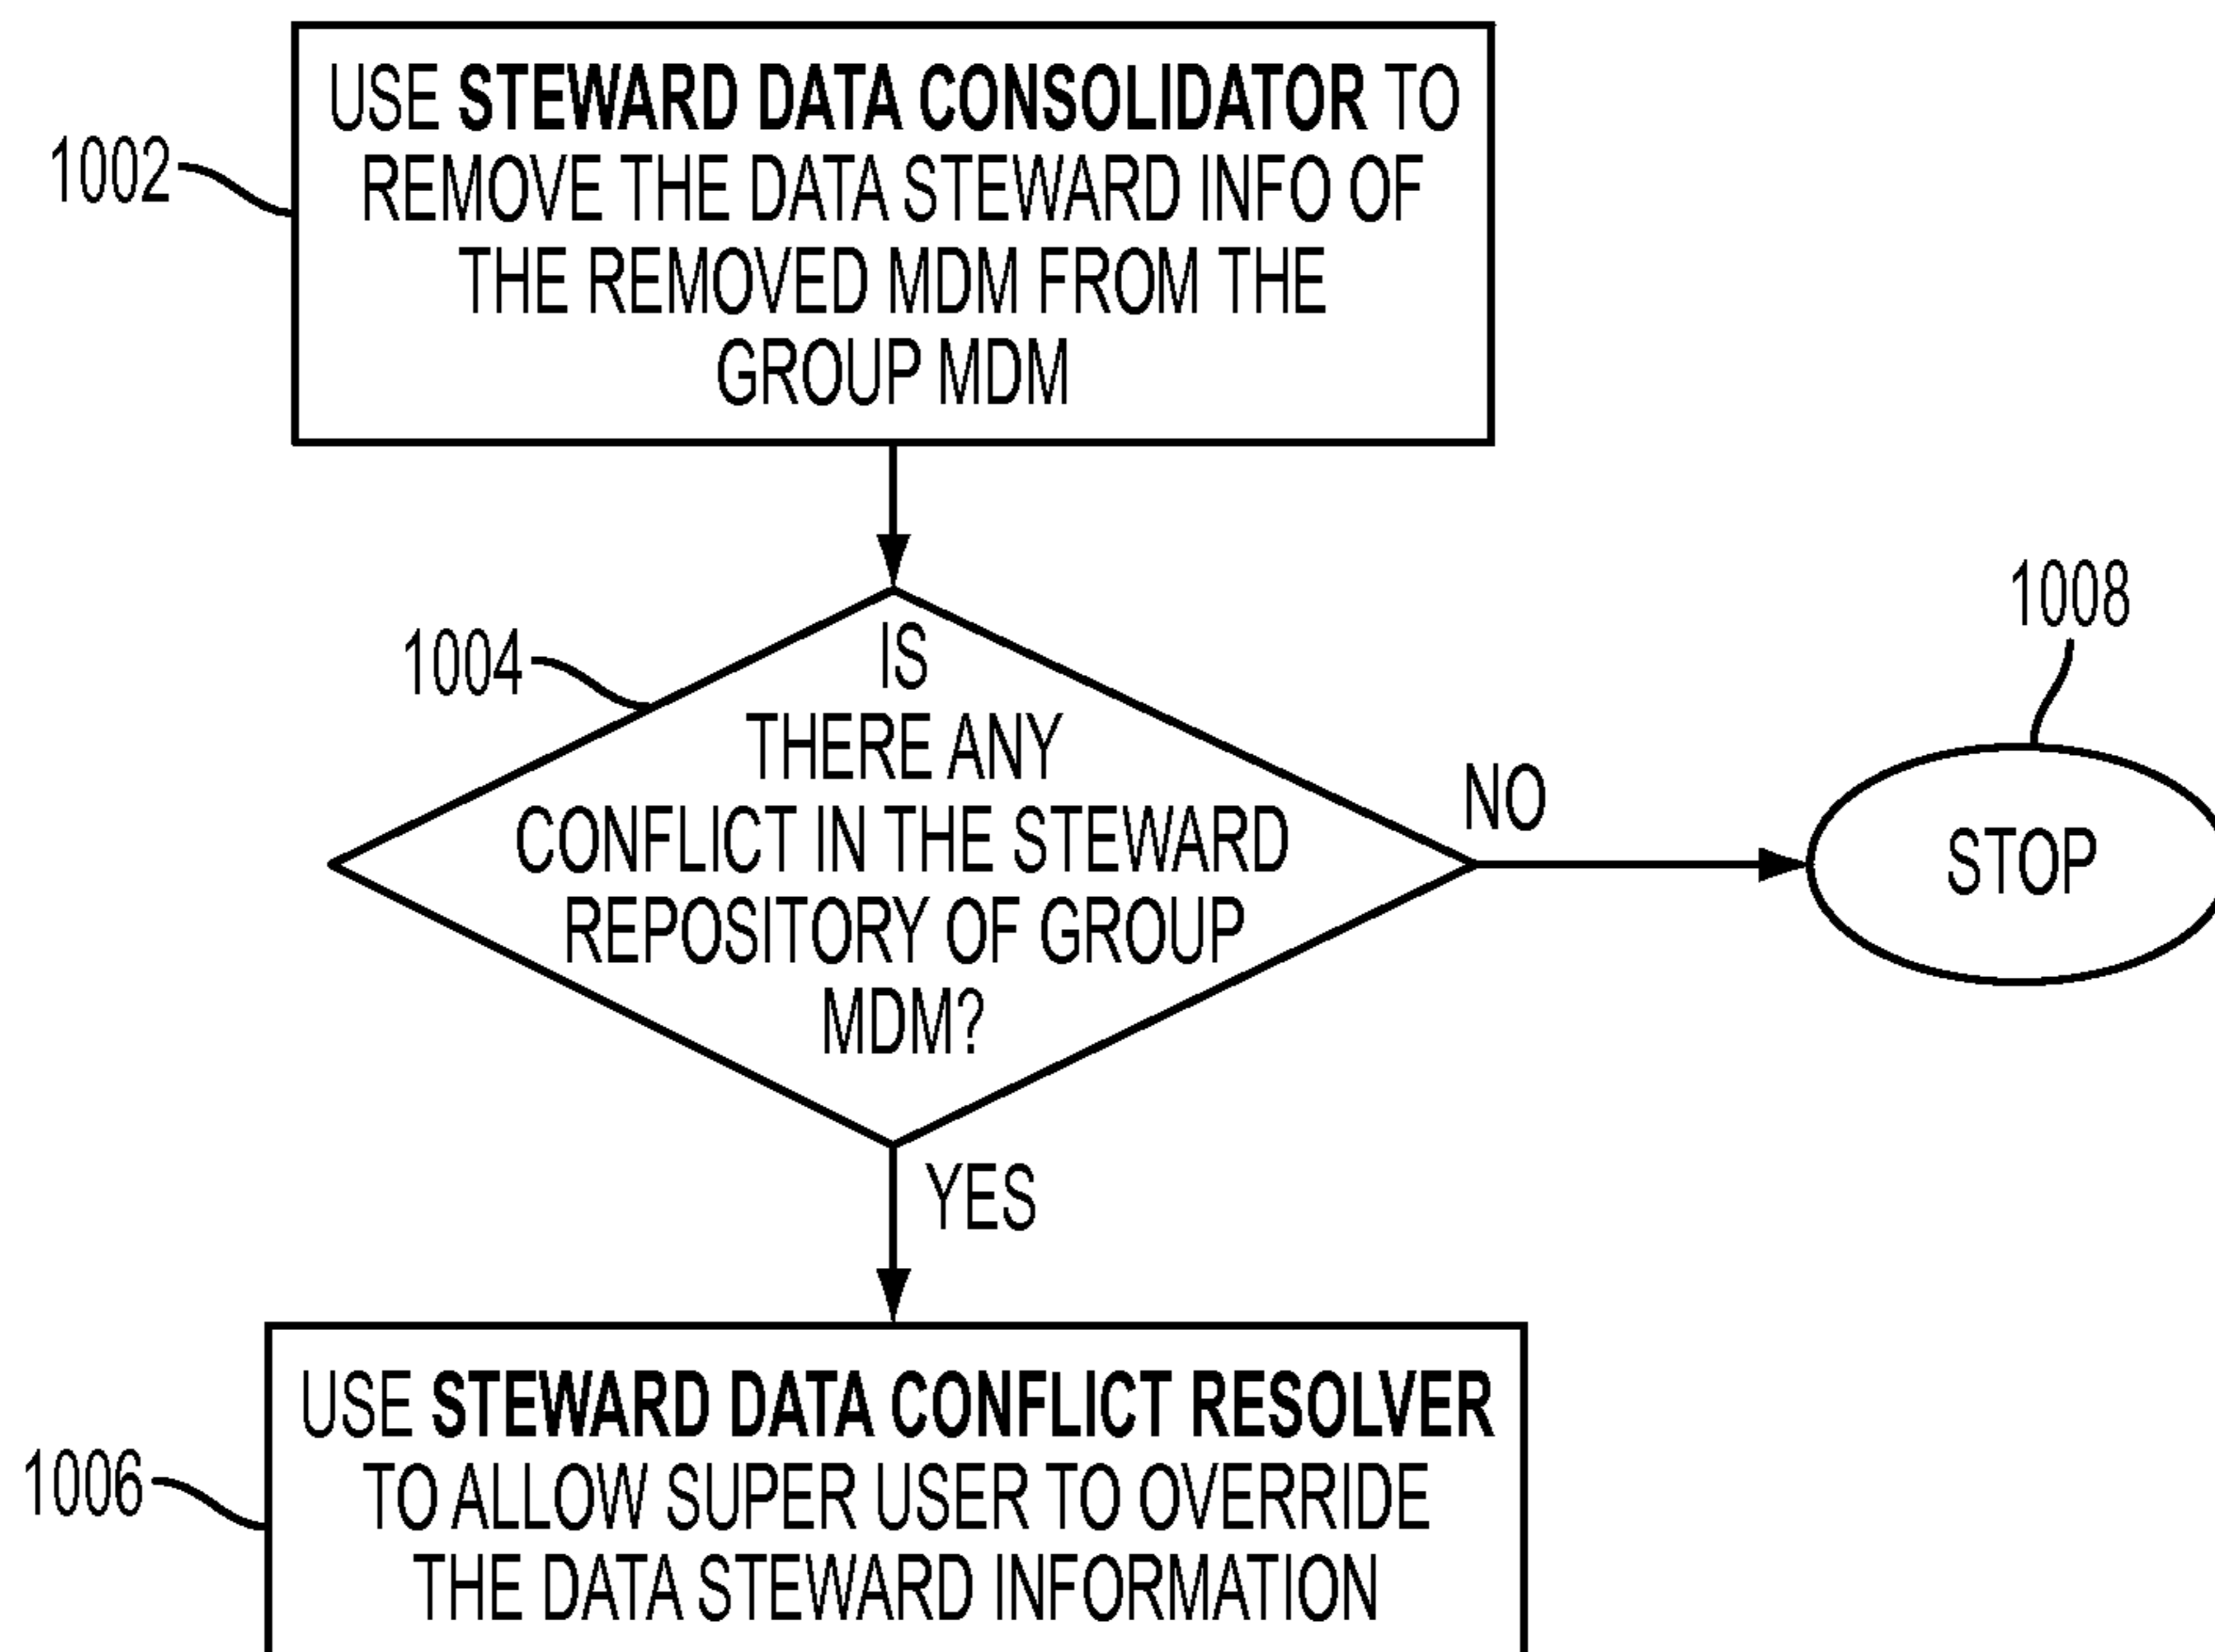 USE STEWARD DATA CONSOLIDATOR TO
REMOVE THE DATA STEWARD INFO OF
THE REMOVED MDM FROM THE
GROUP MDM
1002
1004
IS
THERE ANY
CONFLICT IN THE STEWARD
REPOSITORY OF GROUP
MDM?
NO
1008
STOP
YES
USE STEWARD DATA CONFLICT RESOLVER
TO ALLOW SUPER USER TO OVERRIDE
THE DATA STEWARD INFORMATION
1006